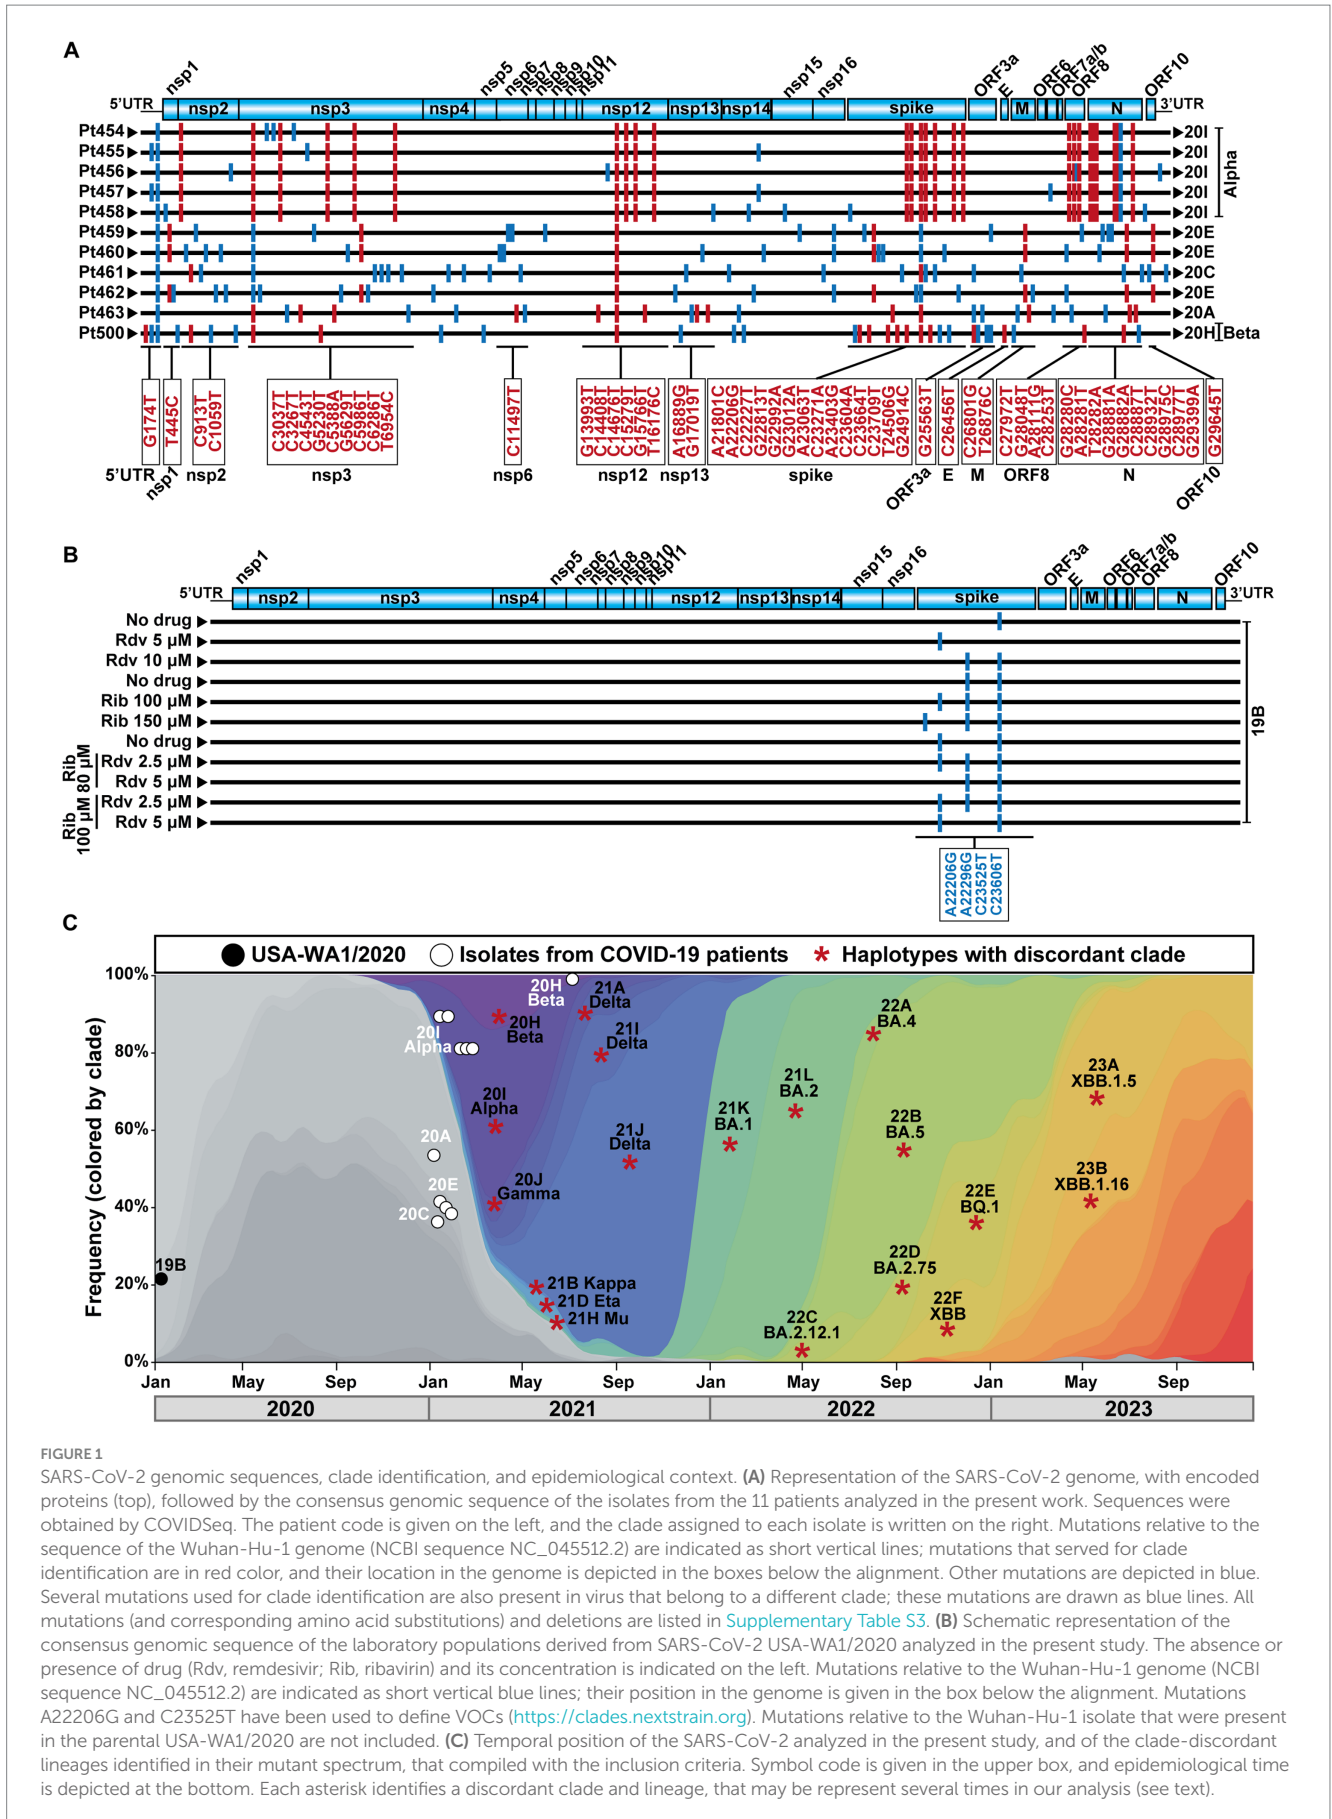 A
nsp1
nsp5
nsp6
nsp7
nsp8
nsp9
nsp10
nsp11
nsp15
nsp16
ORF3a
E
ORF6
ORF7a/b
ORF8
ORF10
5'UTR nsp2 nsp3 nsp4 nsp12 nsp13 nsp14 spike M N 3'UTR
Pt454 20I
Pt455 20I
Pt456 20I
Pt457 20I
Pt458 20I
Alpha
Pt459 20E
Pt460 20E
Pt461 20C
Pt462 20E
Pt463 20A
Pt500 20H Beta
G174T
T445C
C913T
C1059T
C3037T
C3267T
C4543T
G5230T
C5388A
G5629T
C5986T
C6286T
T6954C
C11497T
G13993T
C14408T
C14676T
C15279T
G15766T
T16176C
A16889G
G17019T
A21801C
A22206G
C22227T
G22813T
G22992A
G23012A
A23063T
C23271A
A23403G
C23604A
C23664T
C23709T
T24506G
G24914C
G25563T
C26456T
C26801G
T26876C
C27972T
G28048T
A28111G
C28253T
G28280C
A28281T
T28282A
G28881A
G28882A
C28887T
C28932T
G28975C
C28977T
G29399A
G29645T
5'UTR nsp1 nsp2 nsp3 nsp6 nsp12 nsp13 spike ORF3a E M ORF8 N ORF10
B
nsp1
nsp5
nsp6
nsp7
nsp8
nsp9
nsp10
nsp11
nsp15
nsp16
ORF3a
E
ORF6
ORF7a/b
ORF8
ORF10
5'UTR nsp2 nsp3 nsp4 nsp12 nsp13 nsp14 spike M N 3'UTR
No drug
Rdv 5 µM
Rdv 10 µM
No drug
Rib 100 µM
Rib 150 µM
No drug
Rib 80 µM
Rdv 2.5 µM
Rdv 5 µM
Rib 100 µM
Rdv 2.5 µM
Rdv 5 µM
19B
A22206G
A22296G
C23525T
C23606T
C
USA-WA1/2020 Isolates from COVID-19 patients Haplotypes with discordant clade
Frequency (colored by clade)
100%
80%
60%
40%
20%
0%
19B
20I
Alpha
20A
20E
20C
20H
Beta
20H
Beta
20I
Alpha
20J
Gamma
21A
Delta
21I
Delta
21J
Delta
21B Kappa
21D Eta
21H Mu
21K
BA.1
21L
BA.2
22A
BA.4
22B
BA.5
22C
BA.2.12.1
22D
BA.2.75
22E
BQ.1
22F
XBB
23A
XBB.1.5
23B
XBB.1.16
Jan May Sep Jan May Sep Jan May Sep Jan May Sep
2020 2021 2022 2023
FIGURE 1
SARS-CoV-2 genomic sequences, clade identification, and epidemiological context. (A) Representation of the SARS-CoV-2 genome, with encoded
proteins (top), followed by the consensus genomic sequence of the isolates from the 11 patients analyzed in the present work. Sequences were
obtained by COVIDSeq. The patient code is given on the left, and the clade assigned to each isolate is written on the right. Mutations relative to the
sequence of the Wuhan-Hu-1 genome (NCBI sequence NC_045512.2) are indicated as short vertical lines; mutations that served for clade
identification are in red color, and their location in the genome is depicted in the boxes below the alignment. Other mutations are depicted in blue.
Several mutations used for clade identification are also present in virus that belong to a different clade; these mutations are drawn as blue lines. All
mutations (and corresponding amino acid substitutions) and deletions are listed in Supplementary Table S3. (B) Schematic representation of the
consensus genomic sequence of the laboratory populations derived from SARS-CoV-2 USA-WA1/2020 analyzed in the present study. The absence or
presence of drug (Rdv, remdesivir; Rib, ribavirin) and its concentration is indicated on the left. Mutations relative to the Wuhan-Hu-1 genome (NCBI
sequence NC_045512.2) are indicated as short vertical blue lines; their position in the genome is given in the box below the alignment. Mutations
A22206G and C23525T have been used to define VOCs (https://clades.nextstrain.org). Mutations relative to the Wuhan-Hu-1 isolate that were present
in the parental USA-WA1/2020 are not included. (C) Temporal position of the SARS-CoV-2 analyzed in the present study, and of the clade-discordant
lineages identified in their mutant spectrum, that compiled with the inclusion criteria. Symbol code is given in the upper box, and epidemiological time
is depicted at the bottom. Each asterisk identifies a discordant clade and lineage, that may be represent several times in our analysis (see text).